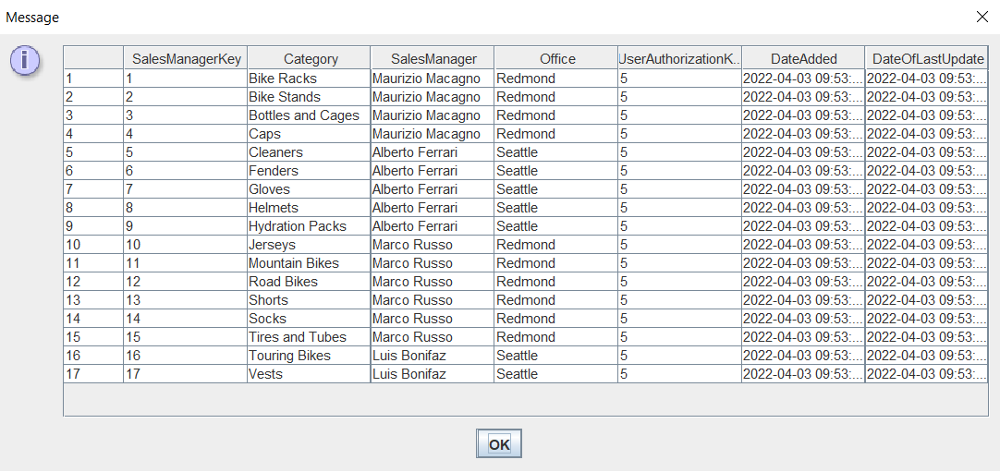 Message
SalesManagerKey Category SalesManager Office UserAuthorizationK... DateAdded DateOfLastUpdate
1 1 Bike Racks Maurizio Macagno Redmond 5 2022-04-03 09:53:... 2022-04-03 09:53:...
2 2 Bike Stands Maurizio Macagno Redmond 5 2022-04-03 09:53:... 2022-04-03 09:53:...
3 3 Bottles and Cages Maurizio Macagno Redmond 5 2022-04-03 09:53:... 2022-04-03 09:53:...
4 4 Caps Maurizio Macagno Redmond 5 2022-04-03 09:53:... 2022-04-03 09:53:...
5 5 Cleaners Alberto Ferrari Seattle 5 2022-04-03 09:53:... 2022-04-03 09:53:...
6 6 Fenders Alberto Ferrari Seattle 5 2022-04-03 09:53:... 2022-04-03 09:53:...
7 7 Gloves Alberto Ferrari Seattle 5 2022-04-03 09:53:... 2022-04-03 09:53:...
8 8 Helmets Alberto Ferrari Seattle 5 2022-04-03 09:53:... 2022-04-03 09:53:...
9 9 Hydration Packs Alberto Ferrari Seattle 5 2022-04-03 09:53:... 2022-04-03 09:53:...
10 10 Jerseys Marco Russo Redmond 5 2022-04-03 09:53:... 2022-04-03 09:53:...
11 11 Mountain Bikes Marco Russo Redmond 5 2022-04-03 09:53:... 2022-04-03 09:53:...
12 12 Road Bikes Marco Russo Redmond 5 2022-04-03 09:53:... 2022-04-03 09:53:...
13 13 Shorts Marco Russo Redmond 5 2022-04-03 09:53:... 2022-04-03 09:53:...
14 14 Socks Marco Russo Redmond 5 2022-04-03 09:53:... 2022-04-03 09:53:...
15 15 Tires and Tubes Marco Russo Redmond 5 2022-04-03 09:53:... 2022-04-03 09:53:...
16 16 Touring Bikes Luis Bonifaz Seattle 5 2022-04-03 09:53:... 2022-04-03 09:53:...
17 17 Vests Luis Bonifaz Seattle 5 2022-04-03 09:53:... 2022-04-03 09:53:...
OK